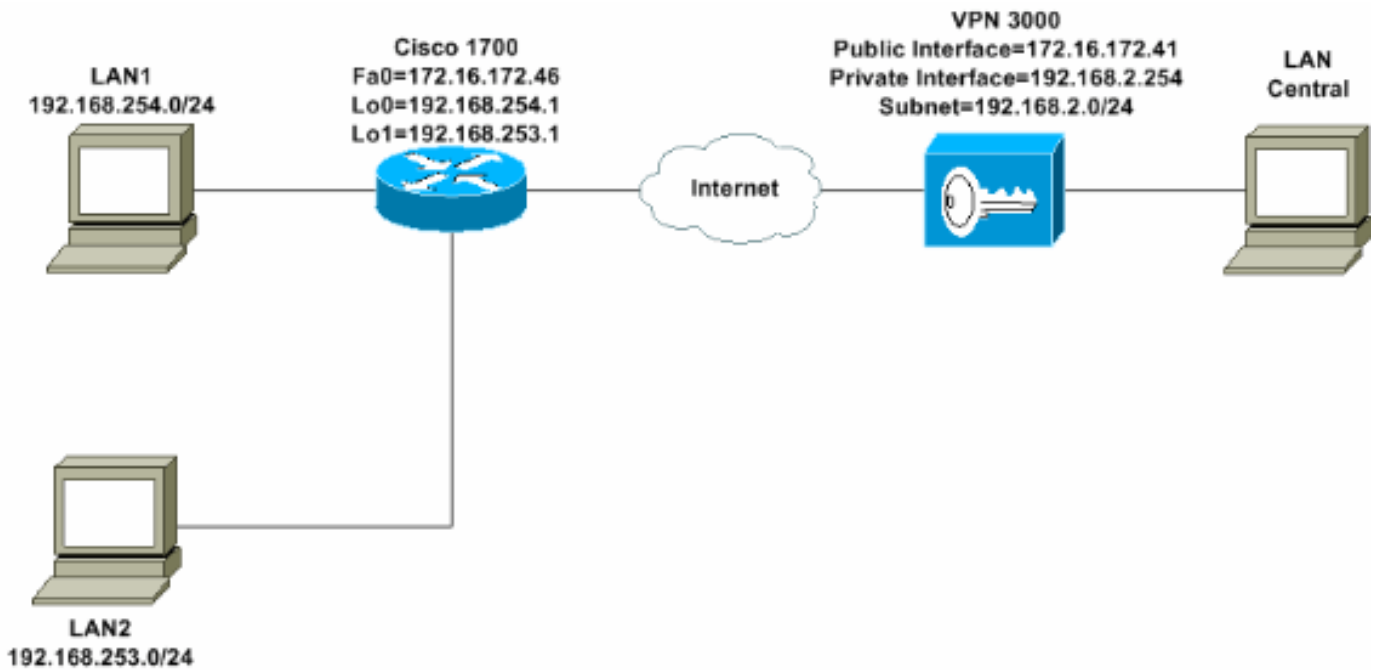 VPN 3000
Public Interface=172.16.172.41
Private Interface=192.168.2.254
Subnet=192.168.2.0/24
LAN
Central
Cisco 1700
Fa0=172.16.172.46
Lo0=192.168.254.1
Lo1=192.168.253.1
LAN1
192.168.254.0/24
Internet
LAN2
192.168.253.0/24